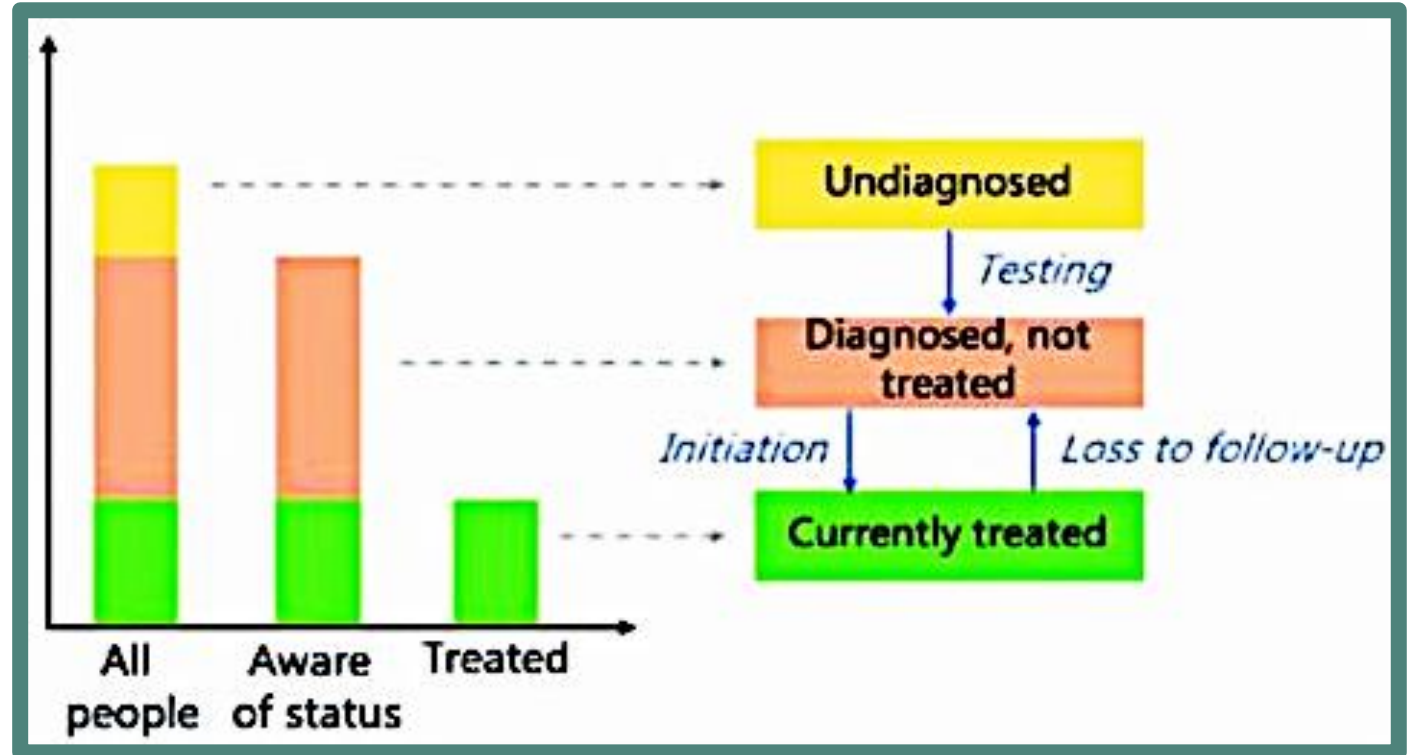 Undiagnosed
Testing
Diagnosed, not
treated
Initiation
Loss to follow-up
Currently treated
All
people
Aware
of status
Treated